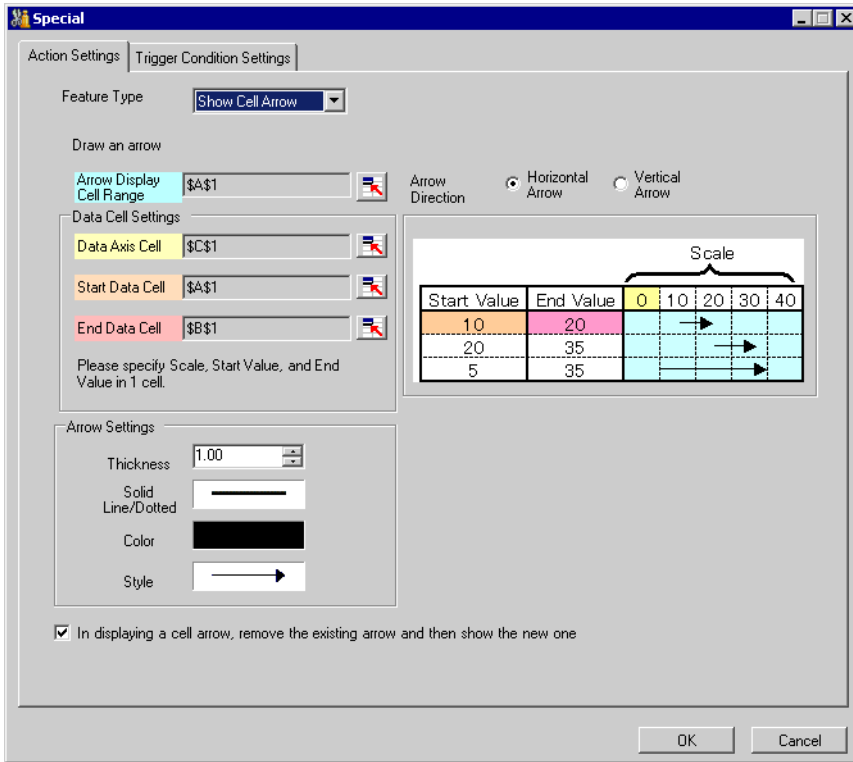 Special
Action Settings
Trigger Condition Settings
Feature Type
Show Cell Arrow
Draw an arrow
Arrow Display
Cell Range
$A$1
Arrow
Direction
Horizontal
Arrow
Vertical
Arrow
Data Cell Settings
Data Axis Cell
$C$1
Start Data Cell
$A$1
End Data Cell
$B$1
Please specify Scale, Start Value, and End
Value in 1 cell.
Scale
Start Value End Value 0 10 20 30 40
10 20
20 35
5 35
Arrow Settings
Thickness
1.00
Solid
Line/Dotted
Color
Style
In displaying a cell arrow, remove the existing arrow and then show the new one
OK
Cancel